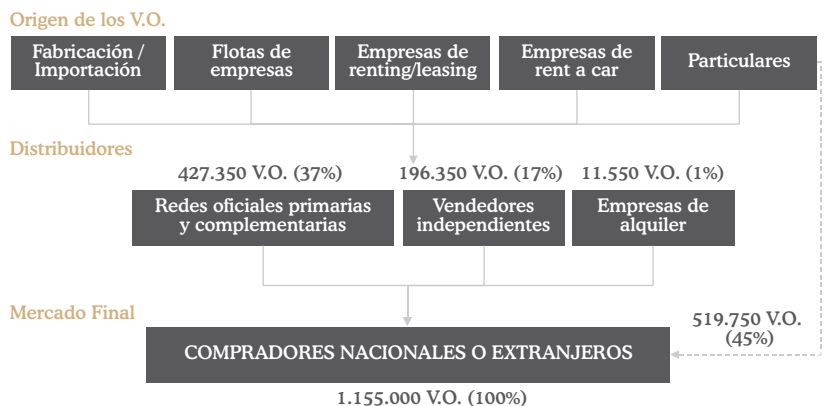 Origen de los V.O.
Fabricación /
Importación
Flotas de
empresas
Empresas de
renting/leasing
Empresas de
rent a car
Particulares
Distribuidores
427.350 V.O. (37%)
196.350 V.O. (17%)
11.550 V.O. (1%)
Redes oficiales primarias
y complementarias
Vendedores
independientes
Empresas de
alquiler
Mercado Final
519.750 V.O.
(45%)
COMPRADORES NACIONALES O EXTRANJEROS
1.155.000 V.O. (100%)